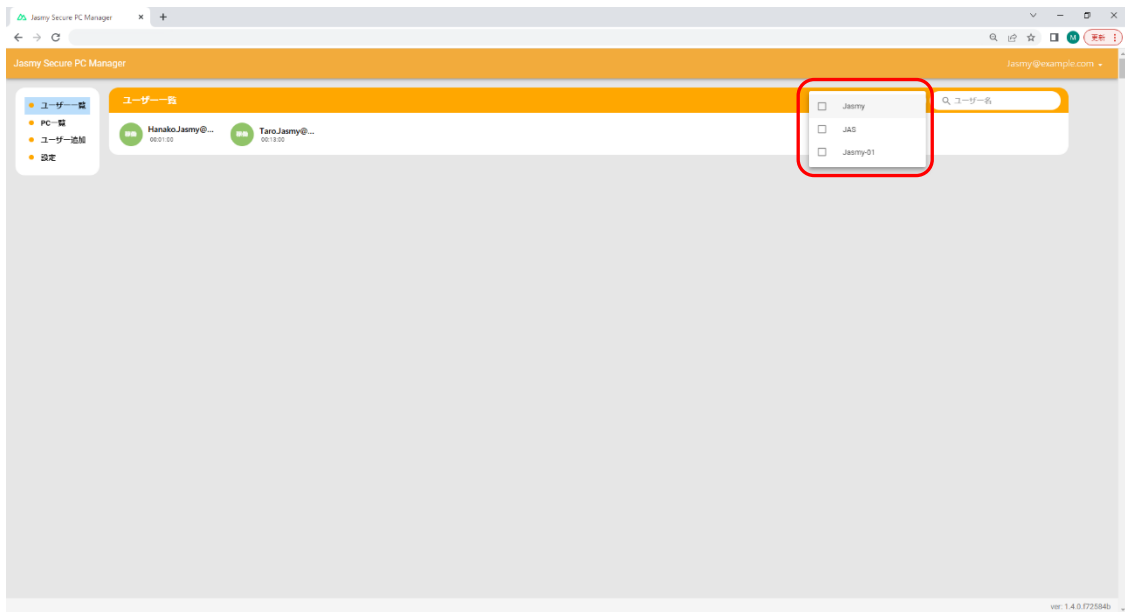 Jasmy Secure PC Manager
更新
Jasmy Secure PC Manager
Jasmy@example.com
ユーザー一覧
PC一覧
ユーザー追加
設定
ユーザー一覧
Jasmy
JAS
Jasmy-01
ユーザー名
Hanako.Jasmy@...
00:01:00
Taro.Jasmy@...
00:13:00
ver: 1.4.0.f72584b